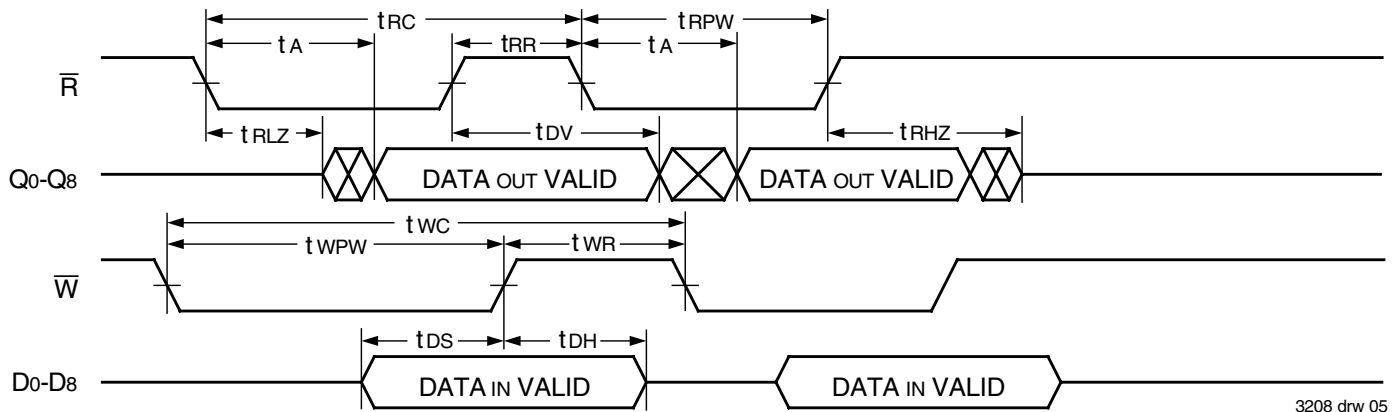 tRC tRPW
tA tRR tA
R̅
tRLZ tDV tRHZ
Q0-Q8 DATA OUT VALID DATA OUT VALID
tWC
tWPW tWR
W̅
tDS tDH
D0-D8 DATA IN VALID DATA IN VALID
3208 drw 05